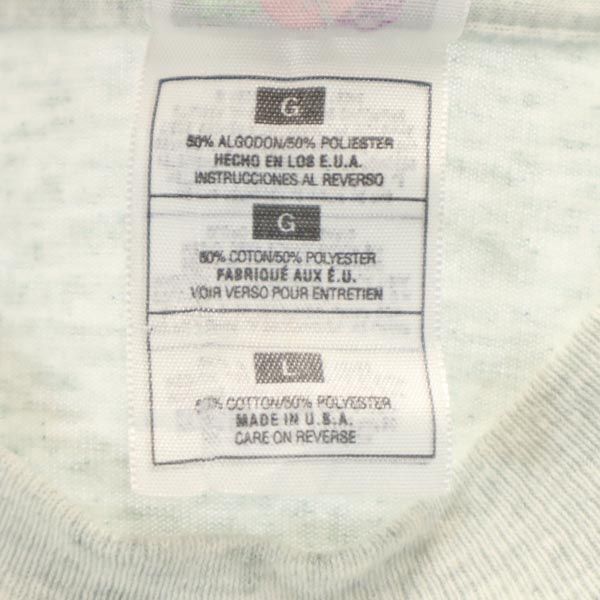 G
50% ALGODON/50% POLIESTER
HECHO EN LOS E.U.A.
INSTRUCCIONES AL REVERSO
G
50% COTON/50% POLYESTER
FABRIQUÉ AUX É.U.
VOIR VERSO POUR ENTRETIEN
L
COTTON/50% POLYESTER
MADE IN U.S.A.
CARE ON REVERSE